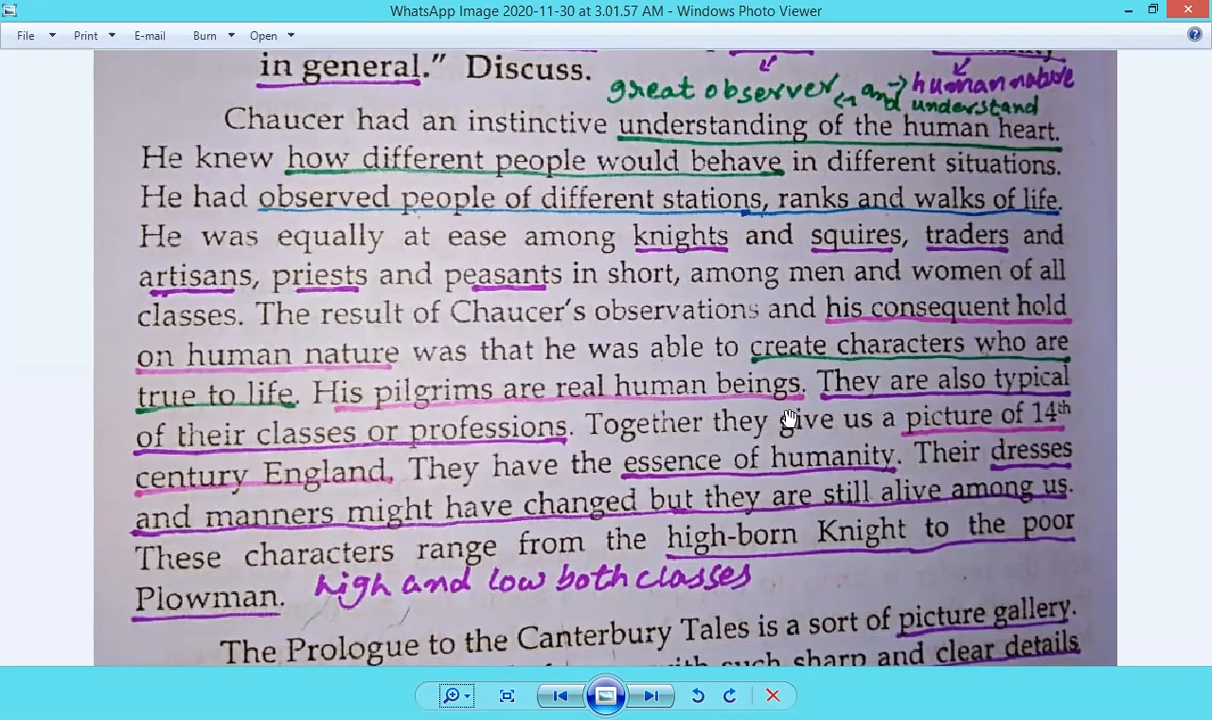 WhatsApp Image 2020-11-30 at 3.01.57 AM - Windows Photo Viewer
File Print E-mail Burn Open
in general." Discuss.
great observer and human nature
understand
Chaucer had an instinctive understanding of the human heart.
He knew how different people would behave in different situations.
He had observed people of different stations, ranks and walks of life.
He was equally at ease among knights and squires, traders and
artisans, priests and peasants in short, among men and women of all
classes. The result of Chaucer's observations and his consequent hold
on human nature was that he was able to create characters who are
true to life. His pilgrims are real human beings. They are also typical
of their classes or professions. Together they give us a picture of 14th
century England. They have the essence of humanity. Their dresses
and manners might have changed but they are still alive among us.
These characters range from the high-born Knight to the poor
Plowman. high and low both classes
The Prologue to the Canterbury Tales is a sort of picture gallery.
with such sharp and clear details